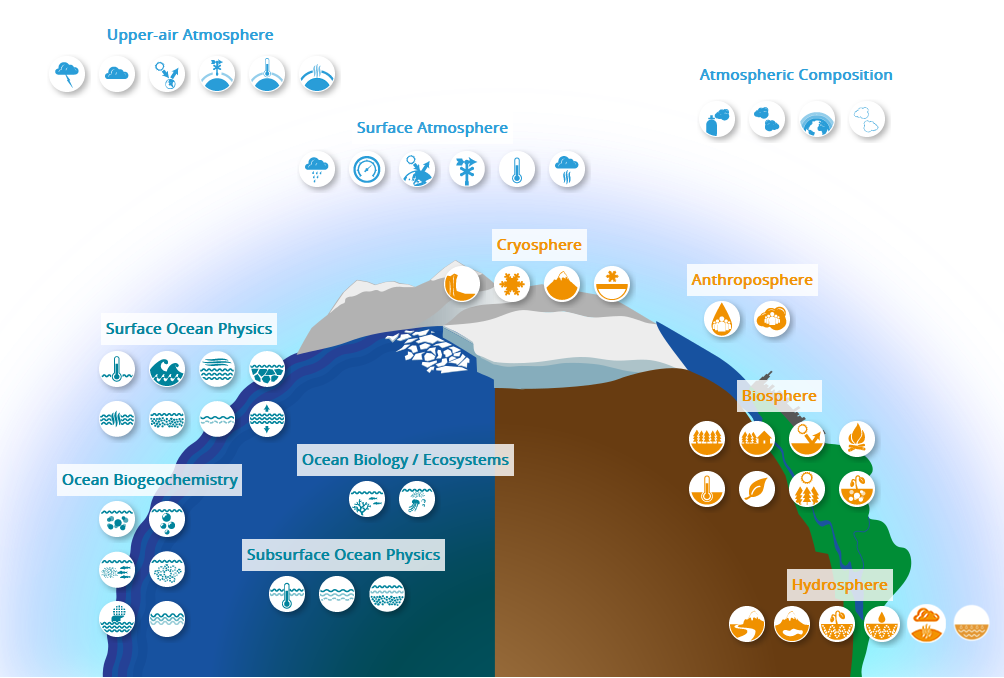 Upper-air Atmosphere
Atmospheric Composition
Surface Atmosphere
Cryosphere
Anthroposphere
Surface Ocean Physics
Biosphere
Ocean Biology / Ecosystems
Ocean Biogeochemistry
Subsurface Ocean Physics
Hydrosphere